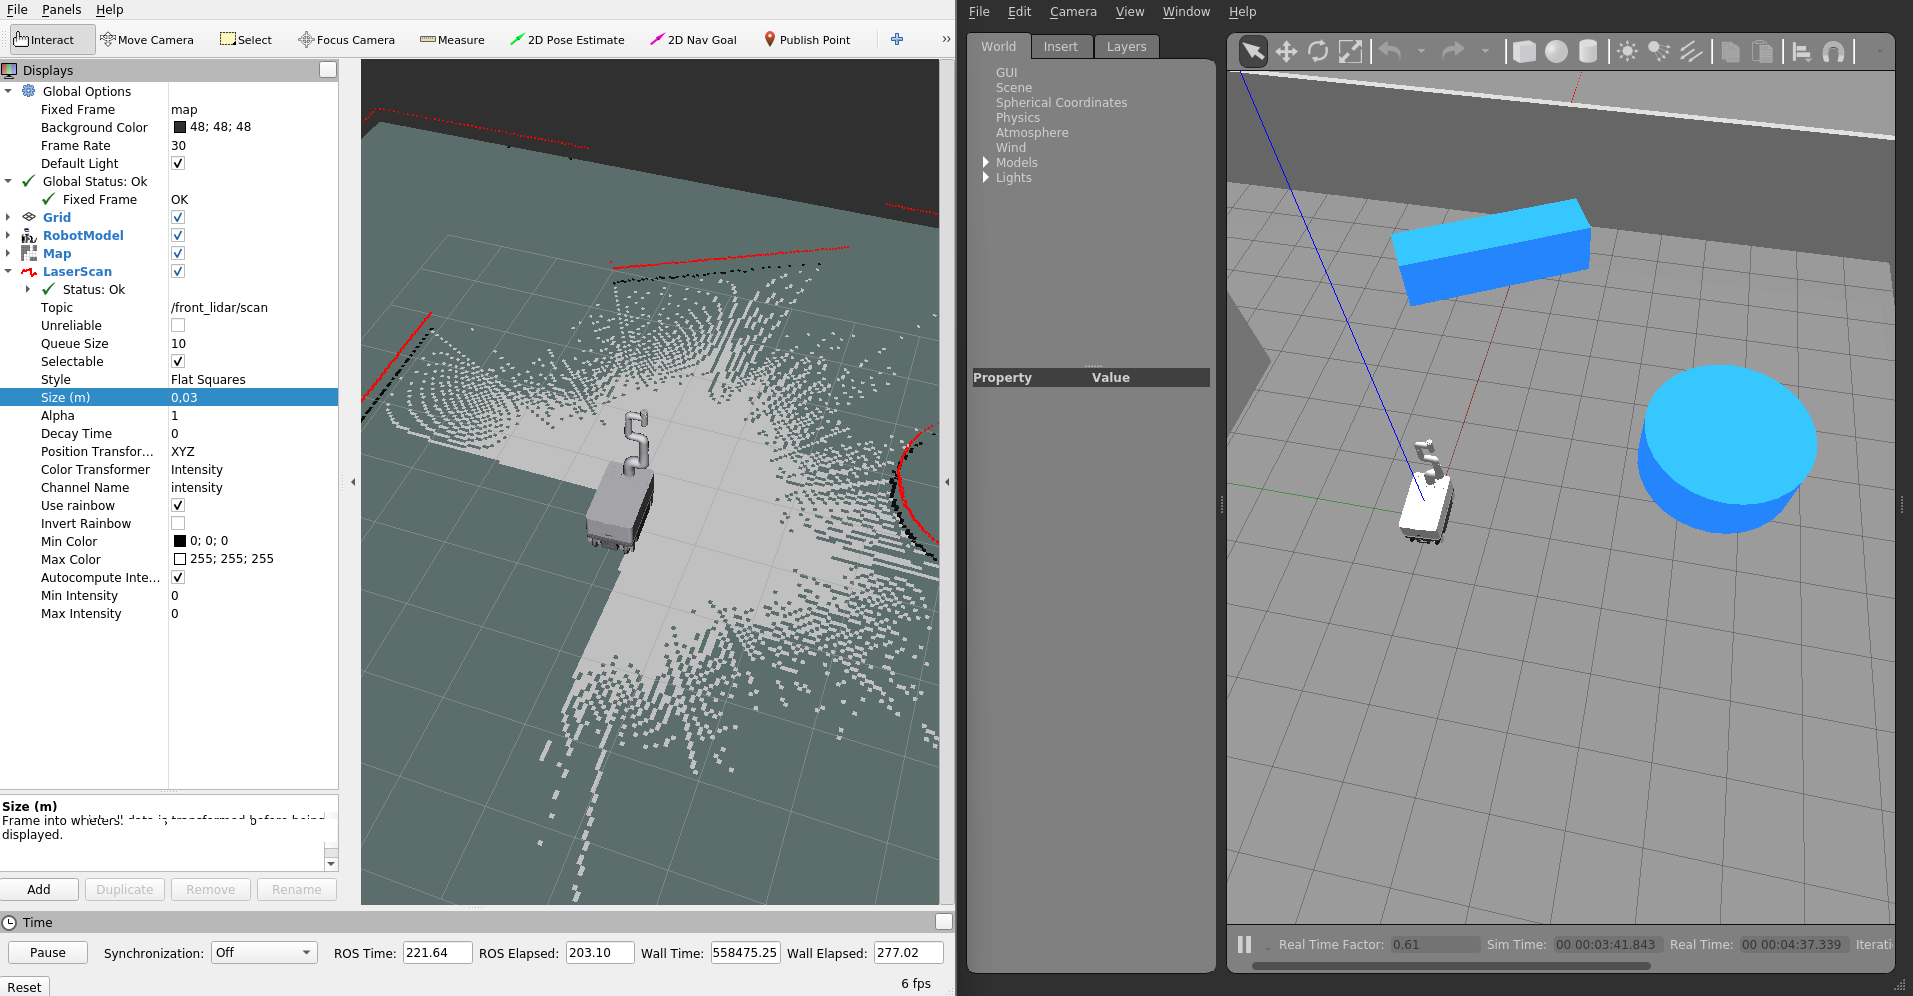 File Panels Help
Interact Move Camera Select Focus Camera Measure 2D Pose Estimate 2D Nav Goal Publish Point »
Displays
Global Options
Fixed Frame map
Background Color 48; 48; 48
Frame Rate 30
Default Light
Global Status: Ok
Fixed Frame OK
Grid
RobotModel
Map
LaserScan
Status: Ok
Topic /front_lidar/scan
Unreliable
Queue Size 10
Selectable
Style Flat Squares
Size (m) 0,03
Alpha 1
Decay Time 0
Position Transfor... XYZ
Color Transformer Intensity
Channel Name intensity
Use rainbow
Invert Rainbow
Min Color 0; 0; 0
Max Color 255; 255; 255
Autocompute Inte...
Min Intensity 0
Max Intensity 0
Size (m)
Frame into
displayed.
Add Duplicate Remove Rename
Time
Pause Synchronization: Off ROS Time: 221.64 ROS Elapsed: 203.10 Wall Time: 558475.25 Wall Elapsed: 277.02
Reset 6 fps
File Edit Camera View Window Help
World Insert Layers
GUI
Scene
Spherical Coordinates
Physics
Atmosphere
Wind
Models
Lights
Property Value
Real Time Factor: 0.61 Sim Time: 00 00:03:41.843 Real Time: 00 00:04:37.339 Iterati